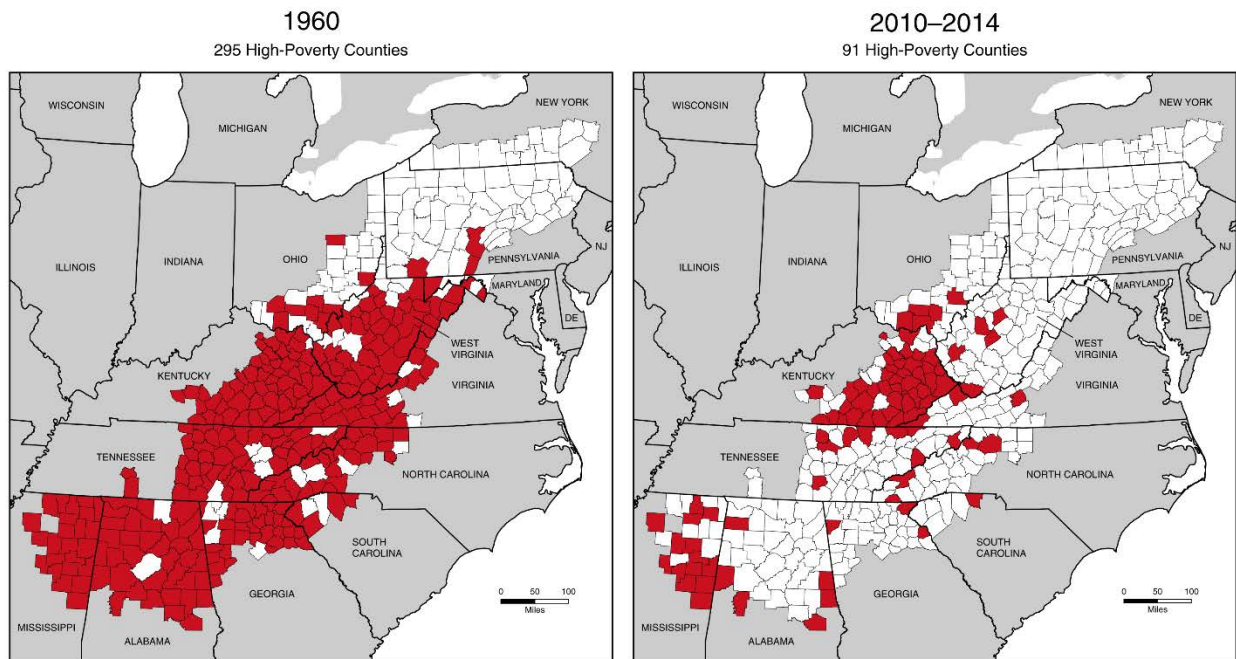 1960
295 High-Poverty Counties
WISCONSIN
MICHIGAN
NEW YORK
ILLINOIS
INDIANA
OHIO
PENNSYLVANIA
NJ
MARYLAND
DE
WEST
VIRGINIA
VIRGINIA
KENTUCKY
TENNESSEE
NORTH CAROLINA
SOUTH
CAROLINA
GEORGIA
MISSISSIPPI
ALABAMA
0 50 100
Miles
2010–2014
91 High-Poverty Counties
WISCONSIN
MICHIGAN
NEW YORK
ILLINOIS
INDIANA
OHIO
PENNSYLVANIA
NJ
MARYLAND
DE
WEST
VIRGINIA
VIRGINIA
KENTUCKY
TENNESSEE
NORTH CAROLINA
SOUTH
CAROLINA
GEORGIA
MISSISSIPPI
ALABAMA
0 50 100
Miles